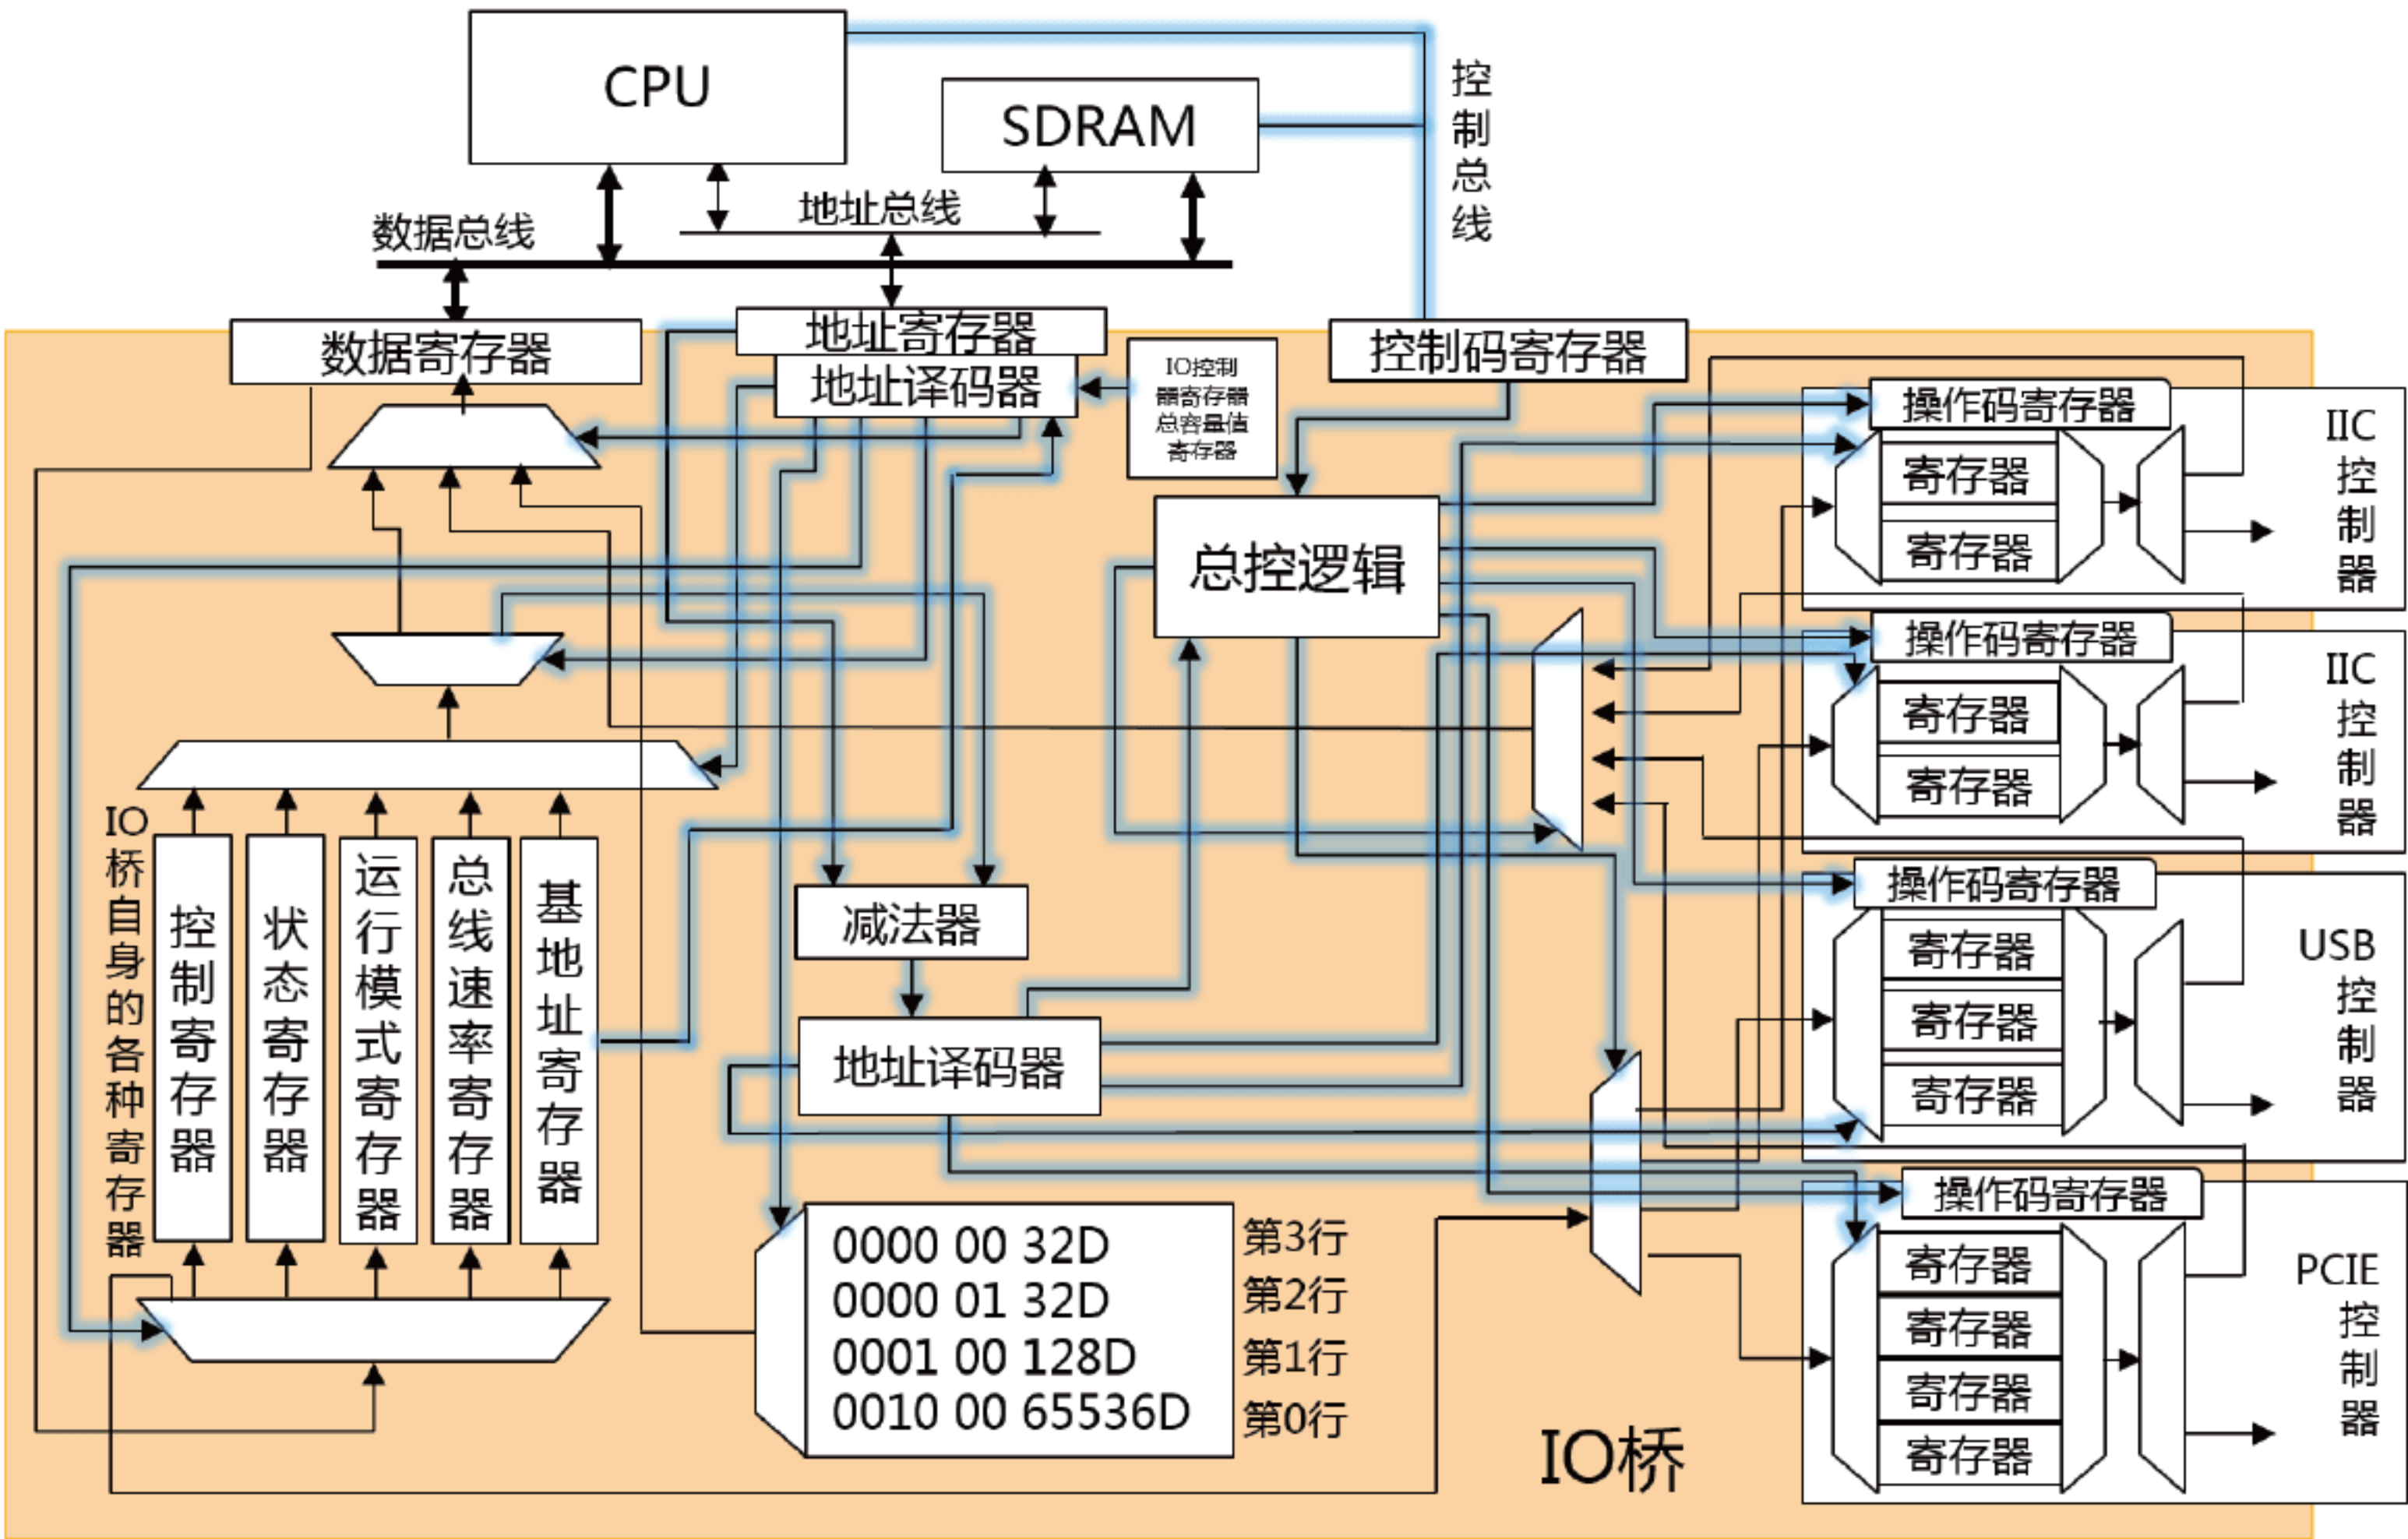 CPU
SDRAM
控制总线
地址总线
数据总线
数据寄存器
地址寄存器
地址译码器
IO控制
器寄存器
总容量值
寄存器
控制码寄存器
总控逻辑
操作码寄存器
寄存器
寄存器
IIC
控制器
操作码寄存器
寄存器
寄存器
IIC
控制器
操作码寄存器
寄存器
寄存器
寄存器
USB
控制器
操作码寄存器
寄存器
寄存器
寄存器
寄存器
PCIE
控制器
IO桥自身的各种寄存器
控制寄存器
状态寄存器
运行模式寄存器
总线速率寄存器
基地址寄存器
减法器
地址译码器
0000 00 32D 第3行
0000 01 32D 第2行
0001 00 128D 第1行
0010 00 65536D 第0行
IO桥